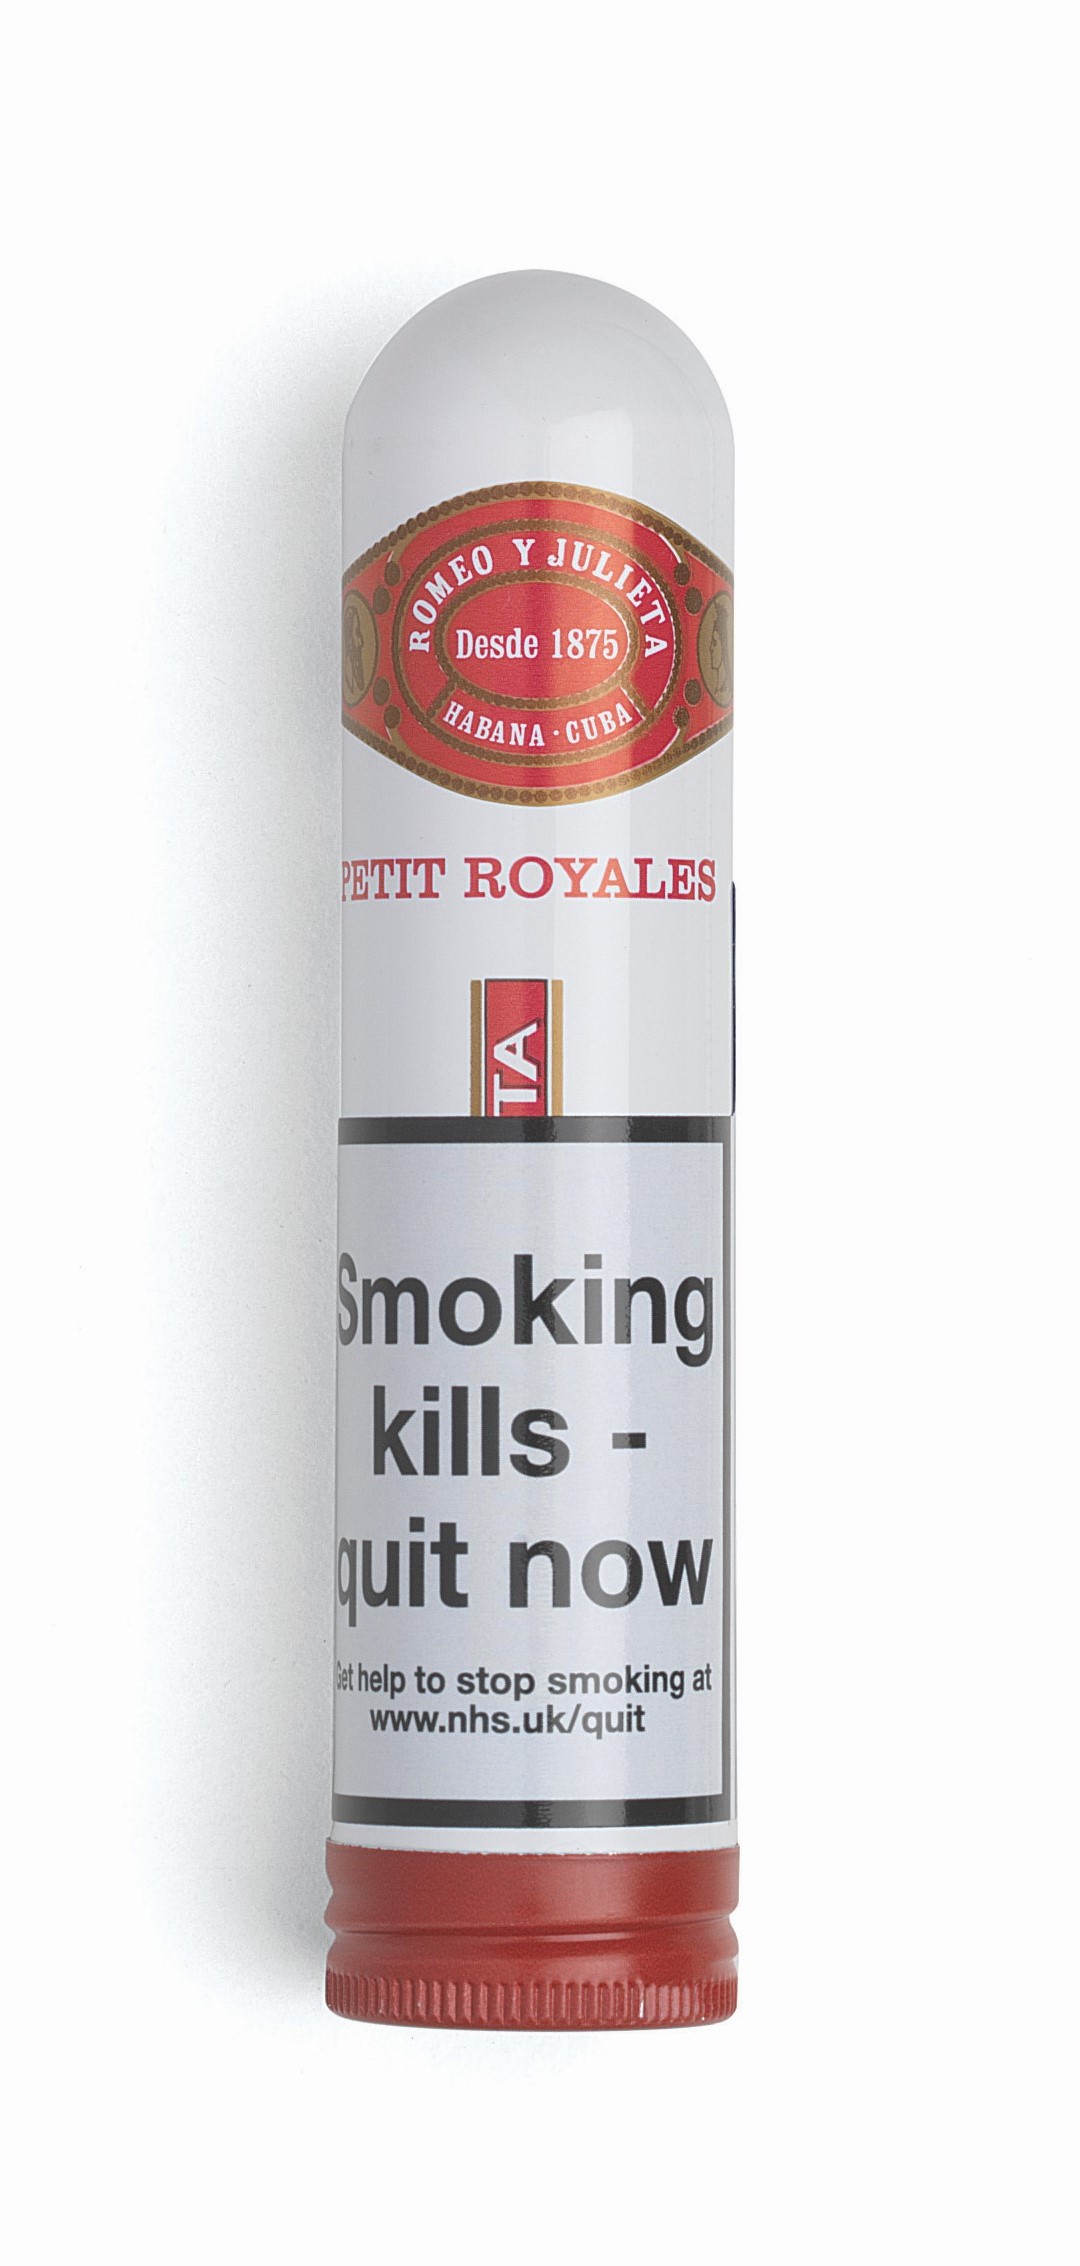 ROMEO Y JULIETA
Desde 1875
HABANA · CUBA
PETIT ROYALES
TA
Smoking
kills -
quit now
Get help to stop smoking at
www.nhs.uk/quit